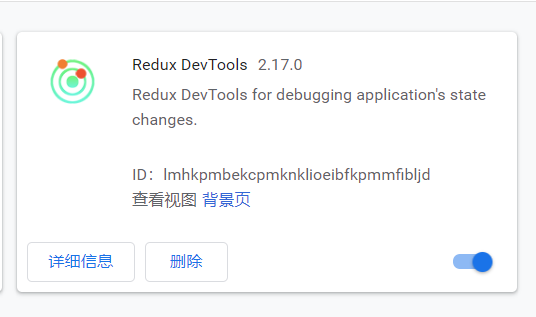 Redux DevTools 2.17.0
Redux DevTools for debugging application's state
changes.
ID：lmhkpmbekcpmknklioeibfkpmmfibljd
查看视图 背景页
详细信息 删除